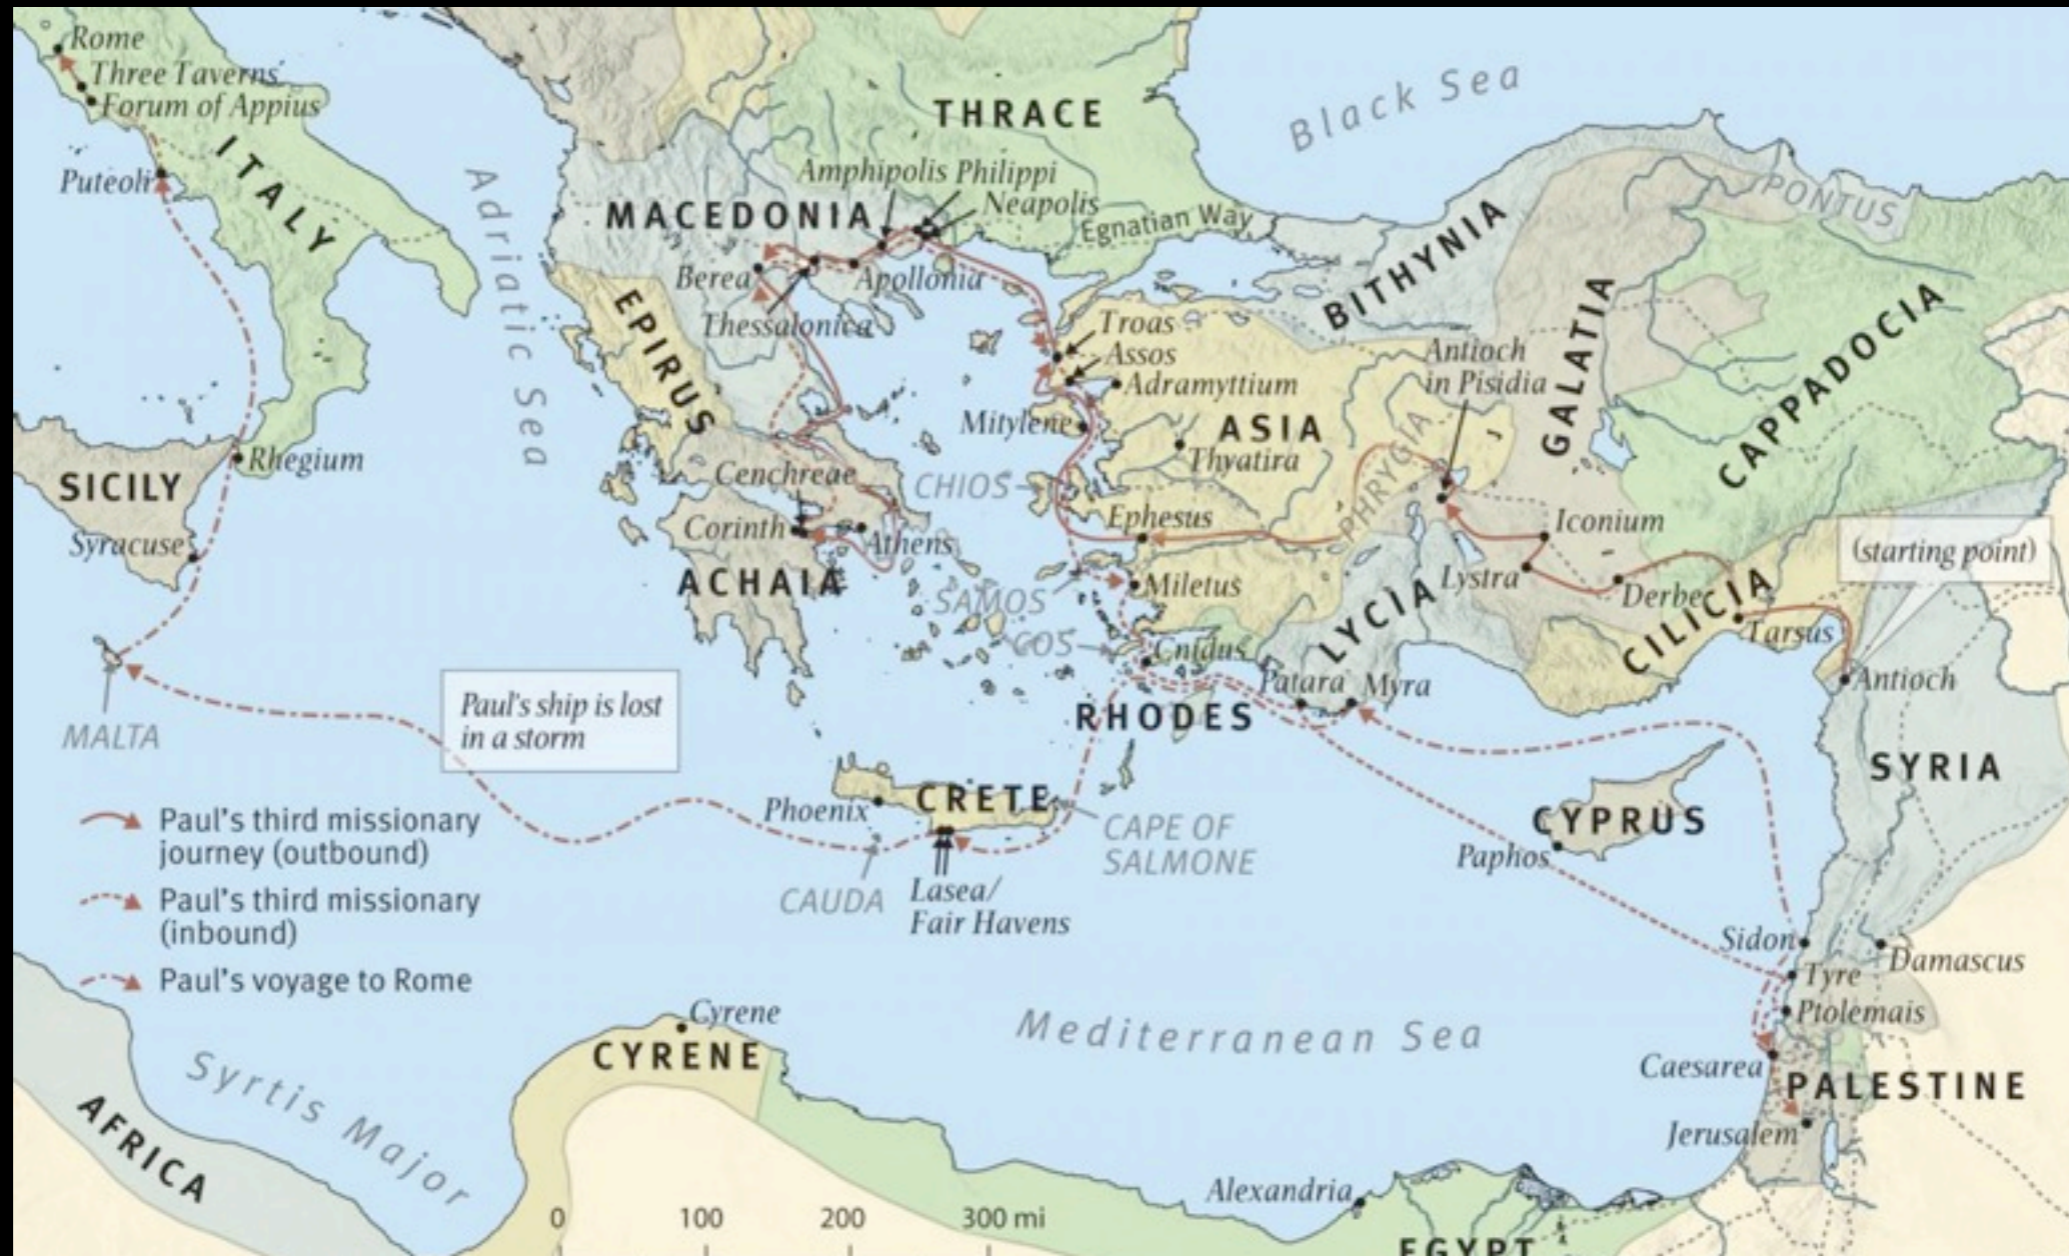 Rome
Three Taverns
Forum of Appius
ITALY
Puteoli
Adriatic Sea
THRACE
Black Sea
Amphipolis Philippi
Neapolis
MACEDONIA
Egnatian Way
PONTUS
BITHYNIA
Berea
Apollonia
Thessalonica
EPIRUS
GALATIA
CAPPADOCIA
Troas
Assos
Adramyttium
Antioch
in Pisidia
Mitylene
ASIA
Thyatira
PHRYGIA
Rhegium
SICILY
Syracuse
Cenchreae
CHIOS
Corinth
Athens
Ephesus
Iconium
(starting point)
ACHAIA
SAMOS
Miletus
Lystra
Derbe
LYCIA
CILICIA
Tarsus
COS
Cnidus
Patara
Myra
Antioch
RHODES
MALTA
Paul's ship is lost
in a storm
SYRIA
Phoenix
CRETE
CAPE OF
SALMONE
CYPRUS
Paphos
CAUDA
Lasea/
Fair Havens
Paul's third missionary
journey (outbound)
Paul's third missionary
(inbound)
Paul's voyage to Rome
Sidon
Damascus
Tyre
Ptolemais
Cyrene
CYRENE
Mediterranean Sea
Caesarea
PALESTINE
Syrtis Major
AFRICA
Jerusalem
Alexandria
0 100 200 300 mi
EGYPT